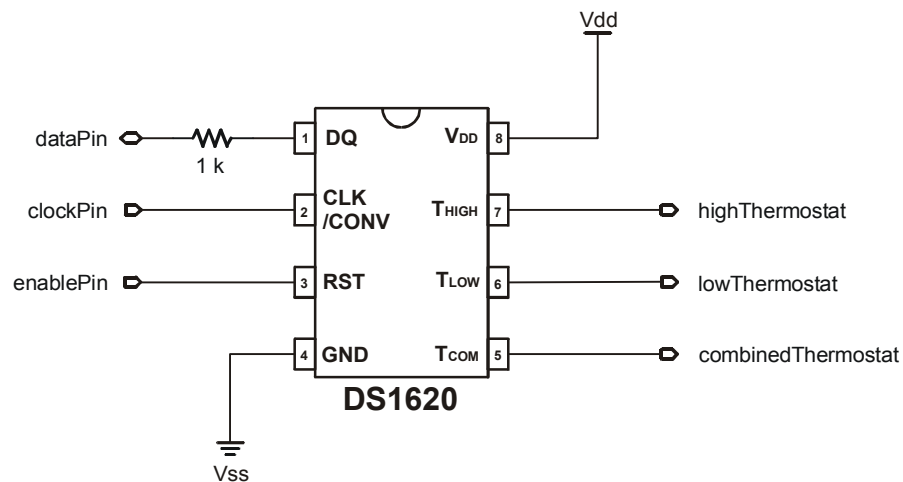 Vdd
dataPin
1 k
1
DQ
VDD
8
clockPin
2
CLK
/CONV
THIGH
7
highThermostat
enablePin
3
RST
TLOW
6
lowThermostat
4
GND
TCOM
5
combinedThermostat
DS1620
Vss